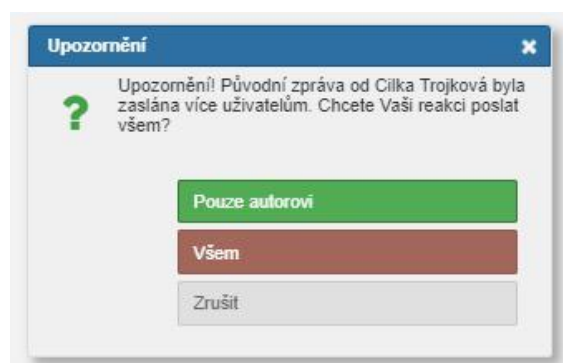 Upozornění
Upozornění! Původní zpráva od Cilka Trojková byla
zaslána více uživatelům. Chcete Vaši reakci poslat
všem?
Pouze autorovi
Všem
Zrušit